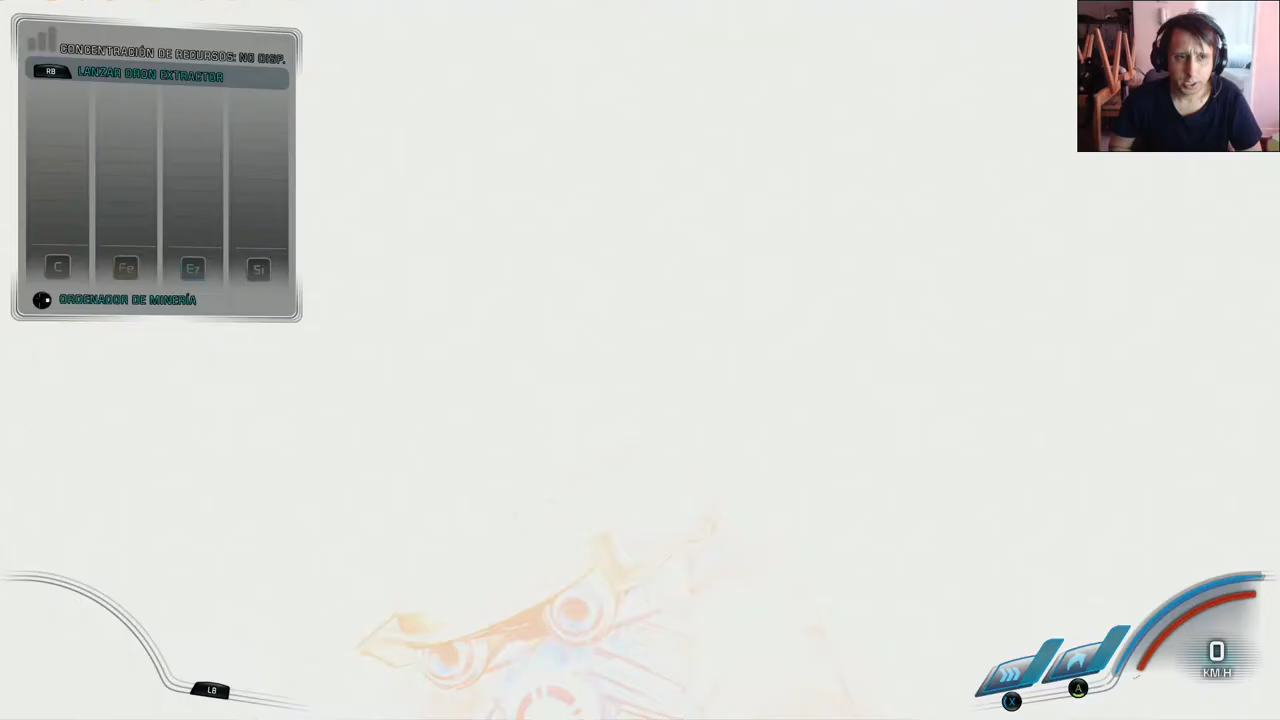 CONCENTRACIÓN DE RECURSOS: NO DISP.
RB LANZAR DRON EXTRACTOR
C Fe Ez Si
ORDENADOR DE MINERÍA
LB
X A
0
KM/H